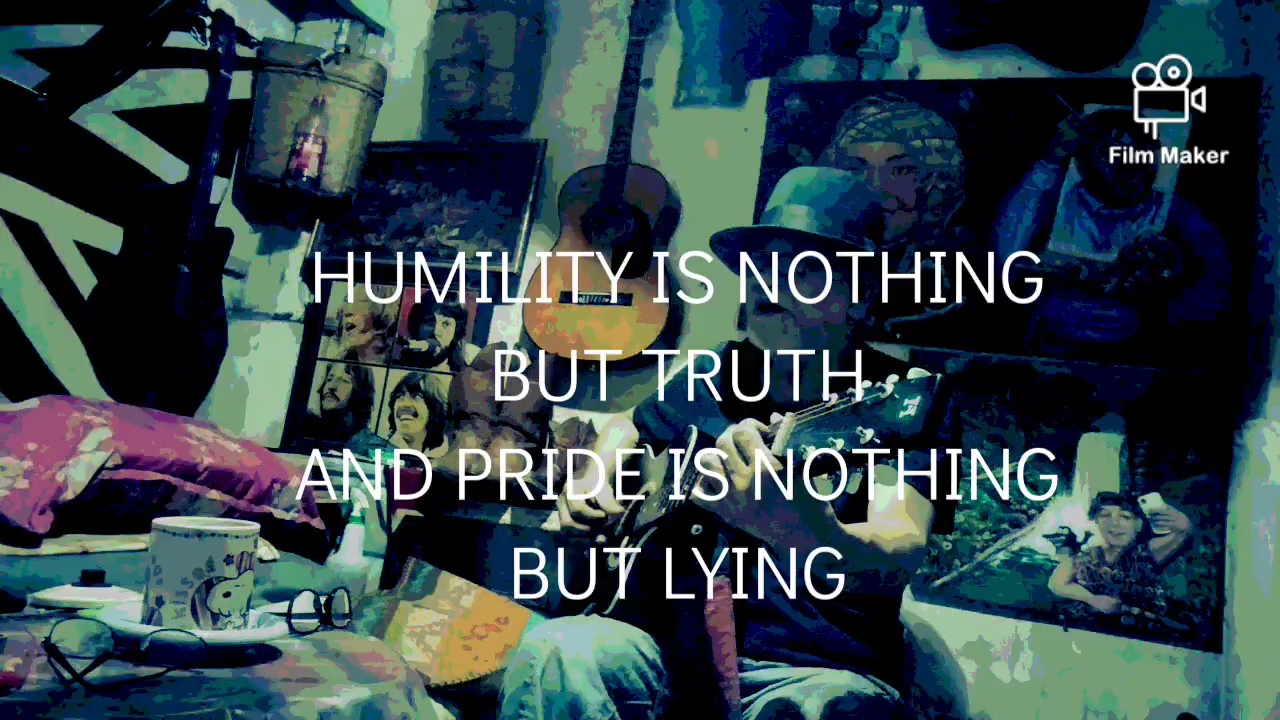 Film Maker
HUMILITY IS NOTHING
BUT TRUTH
AND PRIDE IS NOTHING
BUT LYING